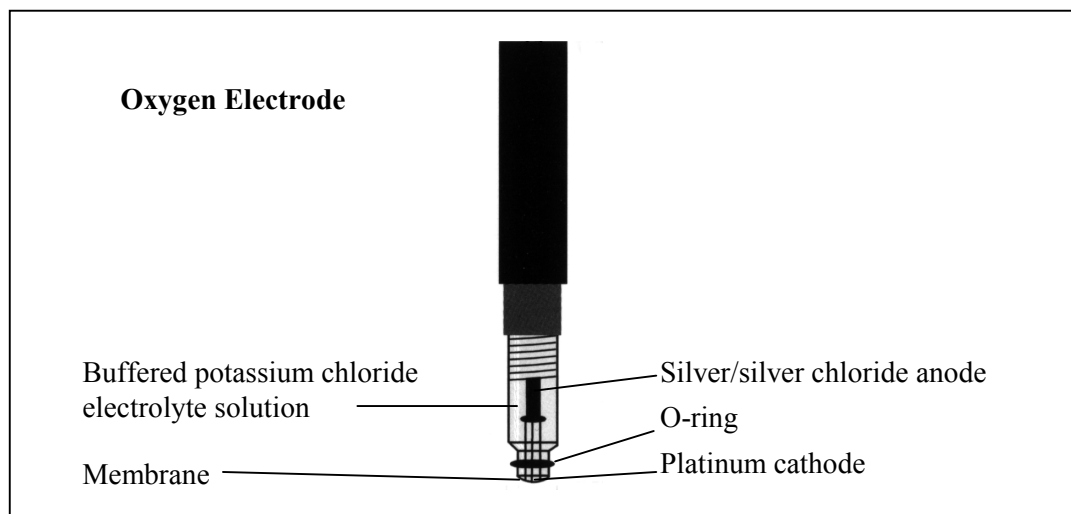 Oxygen Electrode
Buffered potassium chloride
electrolyte solution
Membrane
Silver/silver chloride anode
O-ring
Platinum cathode